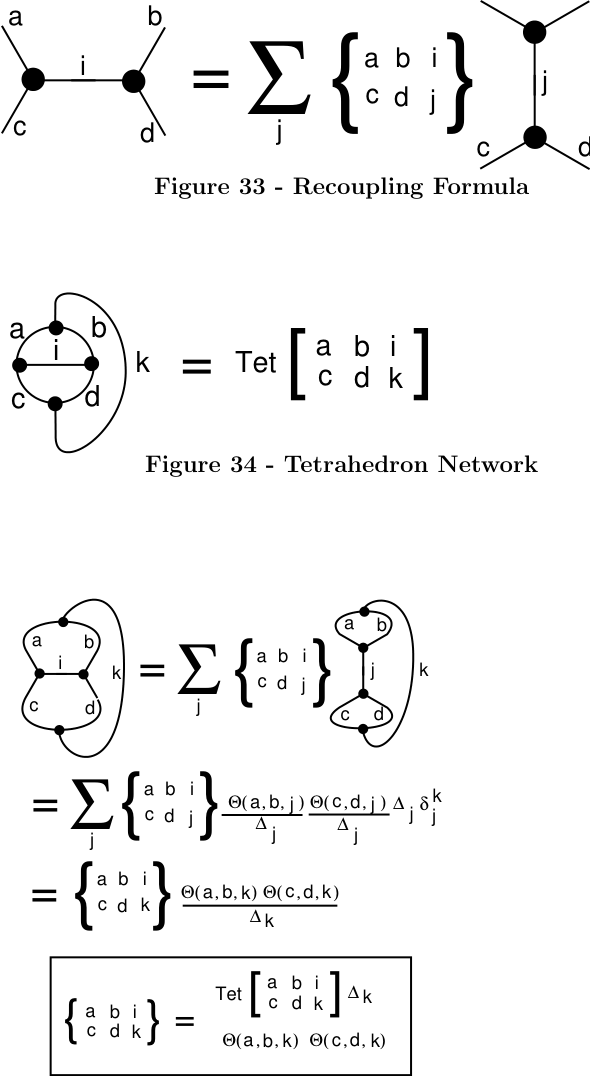 a b
i
c d
= ∑ j { a b i
c d j }
j
c d
Figure 33 - Recoupling Formula
a b
i
c d
k
= Tet [ a b i
c d k ]
Figure 34 - Tetrahedron Network
a b
i
c d
k
= ∑ j { a b i
c d j }
a b
j
c d
k
= ∑ j { a b i
c d j } Θ(a,b,j)/Δj Θ(c,d,j)/Δj Δj δj^k
= { a b i
c d k } Θ(a,b,k) Θ(c,d,k)/Δk
{ a b i
c d k } = Tet [ a b i
c d k ] Δk
Θ(a,b,k) Θ(c,d,k)